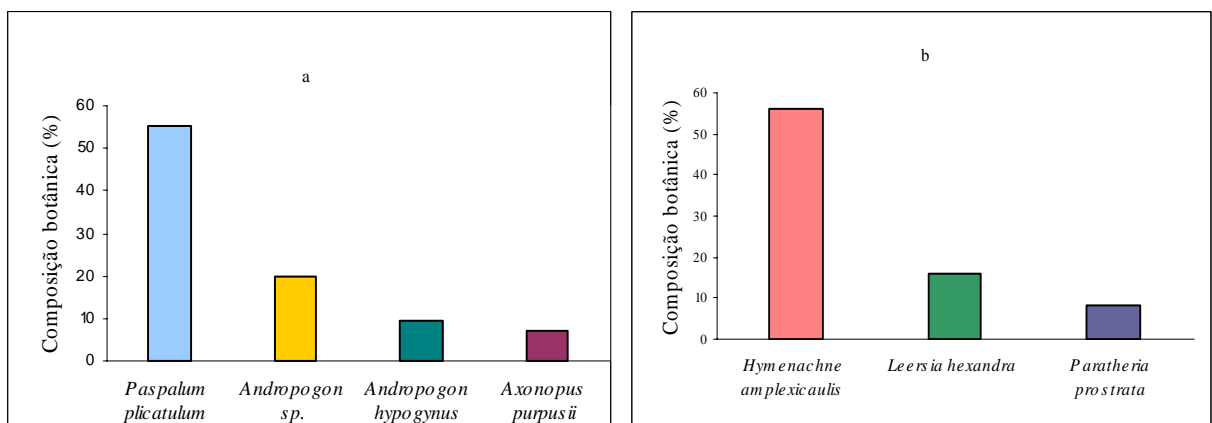 a
Composição botânica (%)
60
50
40
30
20
10
0
Paspalum
plicatulum
Andropogon
sp.
Andropogon
hypogynus
Axonopus
purpusii
b
Composição botânica (%)
60
50
40
30
20
10
0
Hymenachne
amplexicaulis
Leersia hexandra
Paratheria
prostrata